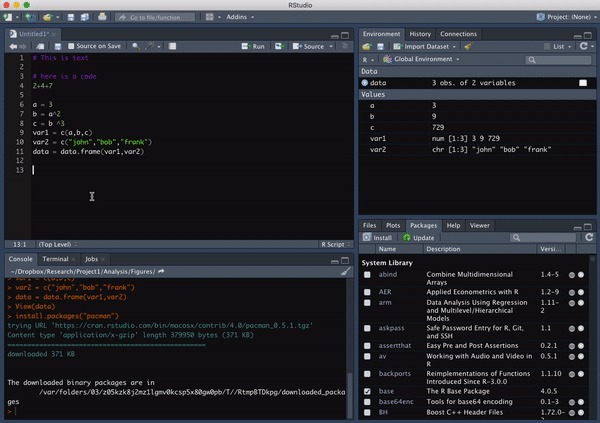 RStudio
Go to file/function
Addins
Project: (None)
Untitled1*
Source on Save
Run
Source
1 # This is text
2
3 # here is a code
4 2+4+7
5
6 a = 3
7 b = a^2
8 c = b ^3
9 var1 = c(a,b,c)
10 var2 = c("john","bob","frank")
11 data = data.frame(var1,var2)
12
13
13:1 (Top Level) R Script
Console Terminal Jobs
~/Dropbox/Research/Project1/Analysis/Figures/
> var1 = c(a,b,c)
> var2 = c("john","bob","frank")
> data = data.frame(var1,var2)
> View(data)
> install.packages("pacman")
trying URL 'https://cran.rstudio.com/bin/macosx/contrib/4.0/pacman_0.5.1.tgz'
Content type 'application/x-gzip' length 379950 bytes (371 KB)
==================================================
downloaded 371 KB
The downloaded binary packages are in
/var/folders/03/z05kzk8j2mz1lgmv0kcsp5x80gw0pb/T//RtmpBTDkpg/downloaded_packa
ges
>
Environment History Connections
Import Dataset
List
R
Global Environment
Data
data 3 obs. of 2 variables
Values
a 3
b 9
c 729
var1 num [1:3] 3 9 729
var2 chr [1:3] "john" "bob" "frank"
Files Plots Packages Help Viewer
Install Update
Name Description Versi...
System Library
abind Combine Multidimensional Arrays 1.4-5
AER Applied Econometrics with R 1.2-9
arm Data Analysis Using Regression and Multilevel/Hierarchical Models 1.11-2
askpass Safe Password Entry for R, Git, and SSH 1.1
assertthat Easy Pre and Post Assertions 0.2.1
av Working with Audio and Video in R 0.5.1
backports Reimplementations of Functions Introduced Since R-3.0.0 1.1.10
base The R Package 4.0.5
base64enc Tools for base64 encoding 0.1-3
BH Boost C++ Header Files 1.72.0-